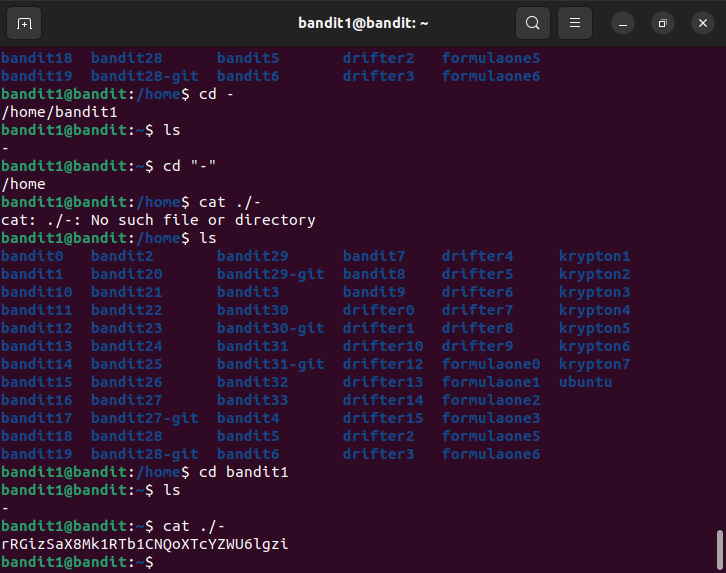 bandit1@bandit: ~
bandit18 bandit28 bandit5 drifter2 formulaone5
bandit19 bandit28-git bandit6 drifter3 formulaone6
bandit1@bandit:/home$ cd -
/home/bandit1
bandit1@bandit:~$ ls
-
bandit1@bandit:~$ cd "-"
/home
bandit1@bandit:/home$ cat ./-
cat: ./-: No such file or directory
bandit1@bandit:/home$ ls
bandit0 bandit2 bandit29 bandit7 drifter4 krypton1
bandit1 bandit20 bandit29-git bandit8 drifter5 krypton2
bandit10 bandit21 bandit3 bandit9 drifter6 krypton3
bandit11 bandit22 bandit30 drifter0 drifter7 krypton4
bandit12 bandit23 bandit30-git drifter1 drifter8 krypton5
bandit13 bandit24 bandit31 drifter10 drifter9 krypton6
bandit14 bandit25 bandit31-git drifter12 formulaone0 krypton7
bandit15 bandit26 bandit32 drifter13 formulaone1 ubuntu
bandit16 bandit27 bandit33 drifter14 formulaone2
bandit17 bandit27-git bandit4 drifter15 formulaone3
bandit18 bandit28 bandit5 drifter2 formulaone5
bandit19 bandit28-git bandit6 drifter3 formulaone6
bandit1@bandit:/home$ cd bandit1
bandit1@bandit:~$ ls
-
bandit1@bandit:~$ cat ./-
rRGizSaX8Mk1RTb1CNQoXTcYZWU6lgzi
bandit1@bandit:~$